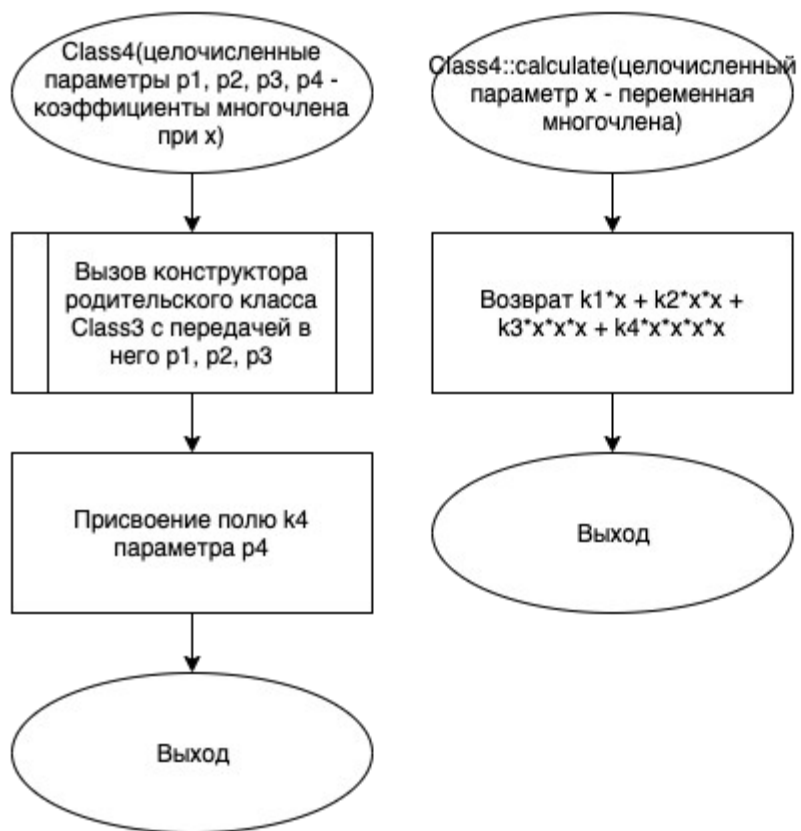 Class4(целочисленные
параметры p1, p2, p3, p4 -
коэффициенты многочлена
при x)
Вызов конструктора
родительского класса
Class3 с передачей в
него p1, p2, p3
Присвоение полю k4
параметра p4
Выход
Class4::calculate(целочисленный
параметр x - переменная
многочлена)
Возврат k1*x + k2*x*x +
k3*x*x*x + k4*x*x*x*x
Выход